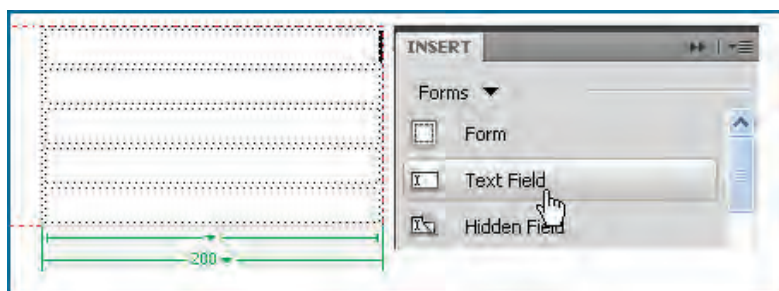 INSERT
Forms
Form
Text Field
Hidden Field
200